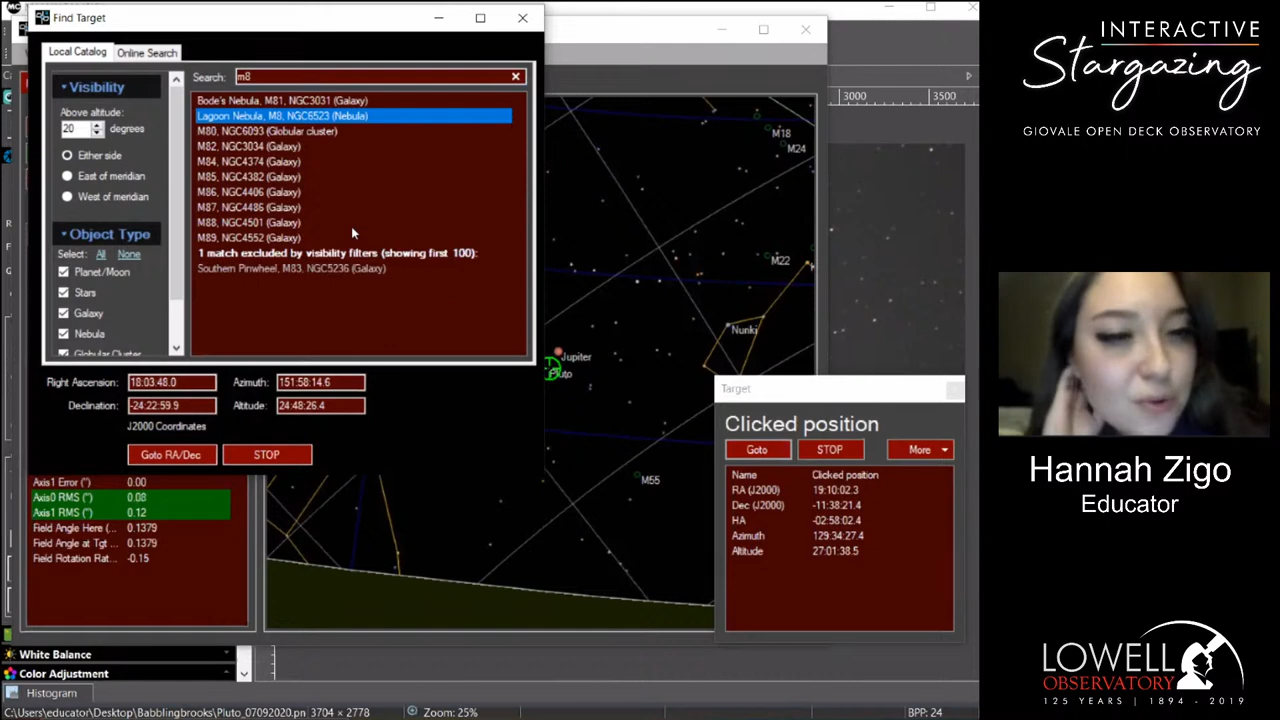 Find Target
Local Catalog
Online Search
Visibility
Above altitude:
20 degrees
Either side
East of meridian
West of meridian
Object Type
Select: All None
Planet/Moon
Stars
Galaxy
Nebula
Globular Cluster
Search: m8
Bode's Nebula, M81, NGC3031 (Galaxy)
Lagoon Nebula, M8, NGC6523 (Nebula)
M80, NGC6093 (Globular cluster)
M82, NGC3034 (Galaxy)
M84, NGC4374 (Galaxy)
M85, NGC4382 (Galaxy)
M86, NGC4406 (Galaxy)
M87, NGC4486 (Galaxy)
M88, NGC4501 (Galaxy)
M89, NGC4552 (Galaxy)
1 match excluded by visibility filters (showing first 100):
Southern Pinwheel, M83, NGC5236 (Galaxy)
Right Ascension: 18:03:48.0 Azimuth: 151:58:14.6
Declination: -24:22:59.9 Altitude: 24:48:26.4
J2000 Coordinates
Goto RA/Dec STOP
Axis1 Error (") 0.00
Axis0 RMS (") 0.08
Axis1 RMS (") 0.12
Field Angle Here (... 0.1379
Field Angle at Tgt ... 0.1379
Field Rotation Rat... -0.15
White Balance
Color Adjustment
Histogram
C:\Users\educator\Desktop\Babblingbrooks\Pluto_07092020.pn 3704 x 2778
Zoom: 25%
BPP: 24
3000
3500
M18
M24
M22
Nunki
Jupiter
Pluto
M55
Target
Clicked position
Goto STOP More
Name Clicked position
RA (J2000) 19:10:02.3
Dec (J2000) -11:38:21.4
HA -02:58:02.4
Azimuth 129:34:27.4
Altitude 27:01:38.5
INTERACTIVE
Stargazing
GIOVALE OPEN DECK OBSERVATORY
Hannah Zigo
Educator
LOWELL
OBSERVATORY
125 YEARS | 1894 - 2019